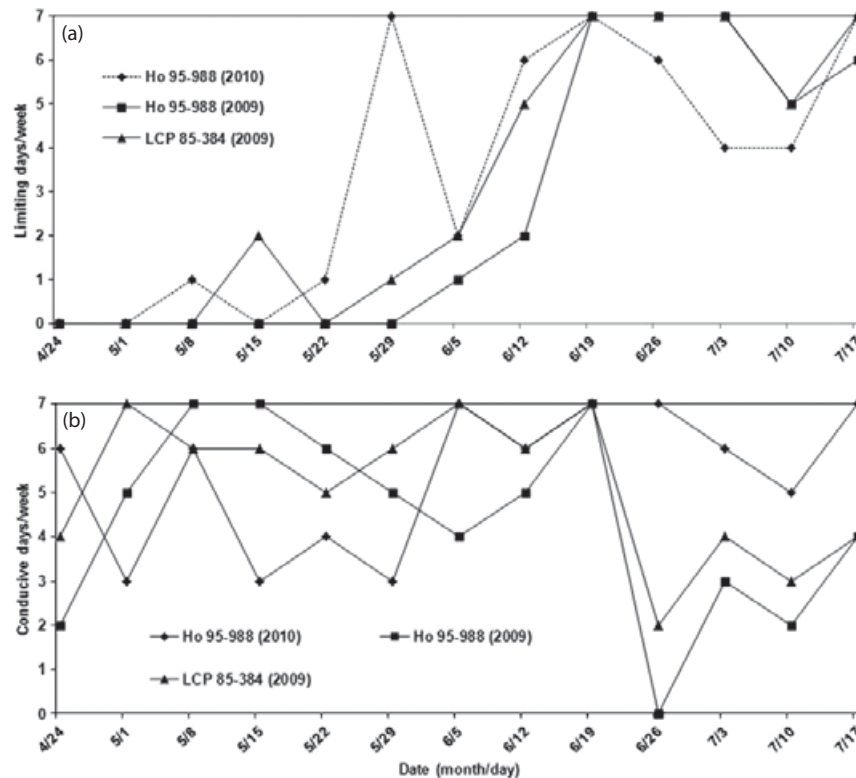 (a)
7
6
5
4
3
2
1
0
Limiting days/week
Ho 95-988 (2010)
Ho 95-988 (2009)
LCP 85-384 (2009)
4/24 5/1 5/8 5/15 5/22 5/29 6/5 6/12 6/19 6/26 7/3 7/10 7/17
(b)
7
6
5
4
3
2
1
0
Conducive days/week
Ho 95-988 (2010) Ho 95-988 (2009)
LCP 85-384 (2009)
4/24 5/1 5/8 5/15 5/22 5/29 6/5 6/12 6/19 6/26 7/3 7/10 7/17
Date (month/day)